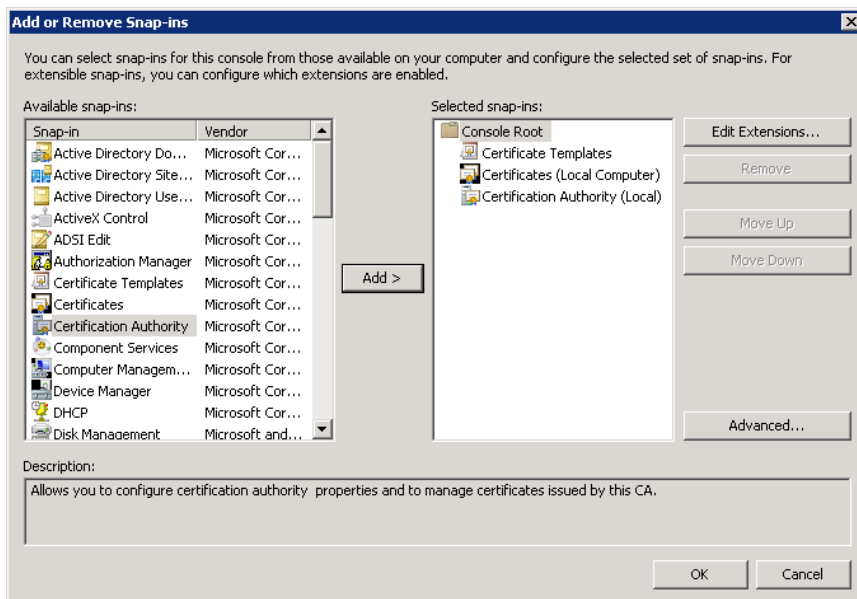 Add or Remove Snap-ins
You can select snap-ins for this console from those available on your computer and configure the selected set of snap-ins. For
extensible snap-ins, you can configure which extensions are enabled.
Available snap-ins:
Snap-in Vendor
Active Directory Do... Microsoft Cor...
Active Directory Site... Microsoft Cor...
Active Directory Use... Microsoft Cor...
ActiveX Control Microsoft Cor...
ADSI Edit Microsoft Cor...
Authorization Manager Microsoft Cor...
Certificate Templates Microsoft Cor...
Certificates Microsoft Cor...
Certification Authority Microsoft Cor...
Component Services Microsoft Cor...
Computer Managem... Microsoft Cor...
Device Manager Microsoft Cor...
DHCP Microsoft Cor...
Disk Management Microsoft and...
Add >
Selected snap-ins:
Console Root
Certificate Templates
Certificates (Local Computer)
Certification Authority (Local)
Edit Extensions...
Remove
Move Up
Move Down
Advanced...
Description:
Allows you to configure certification authority  properties and to manage certificates issued by this CA.
OK
Cancel